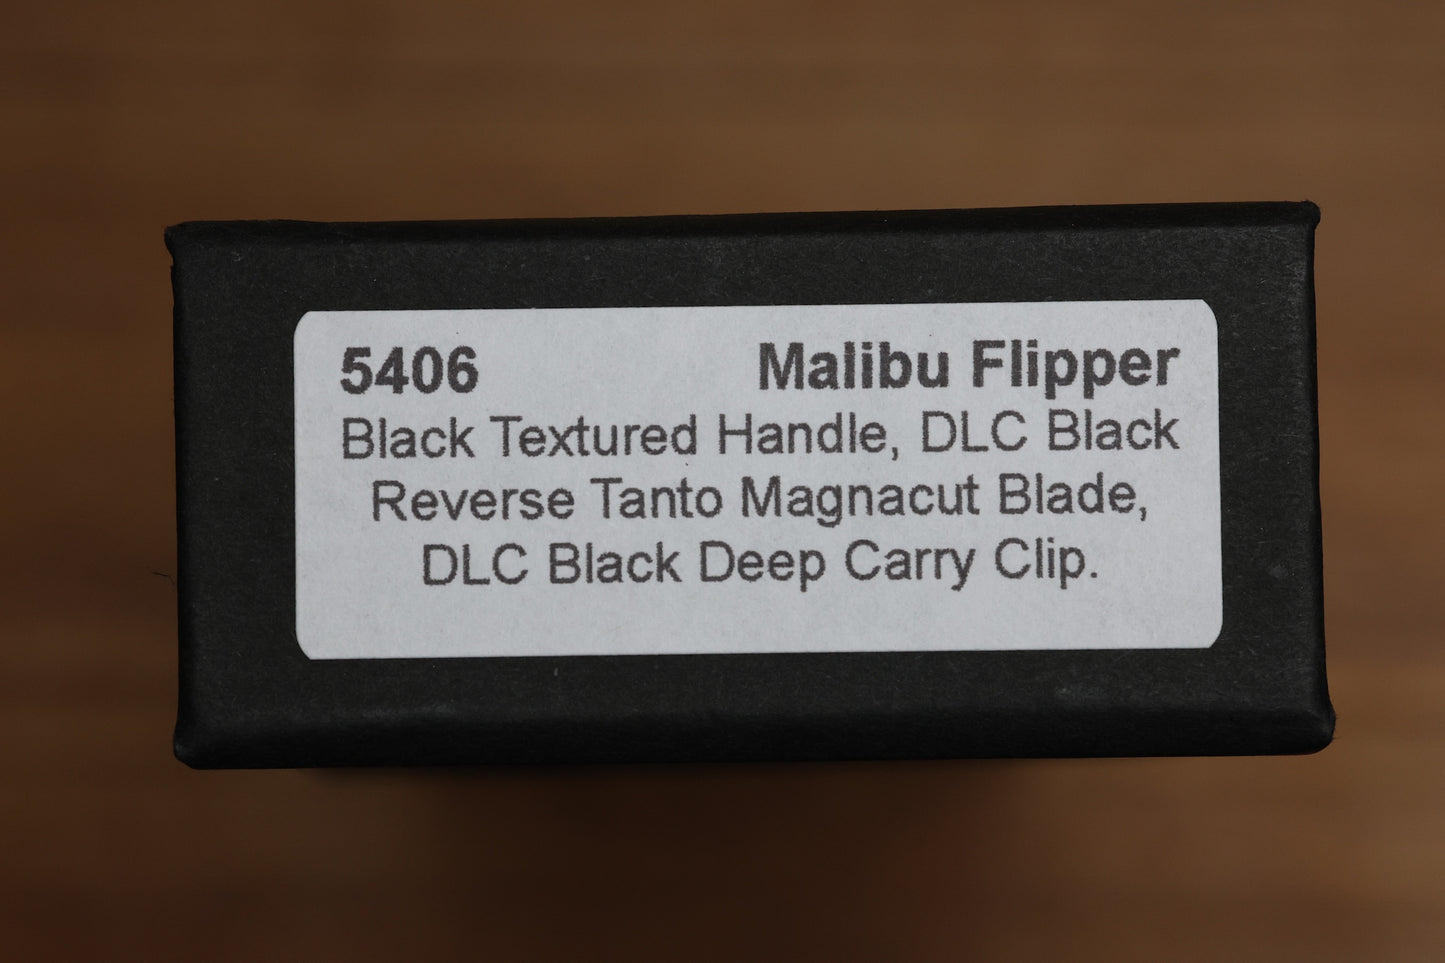 5406 Malibu Flipper
Black Textured Handle, DLC Black
Reverse Tanto Magnacut Blade,
DLC Black Deep Carry Clip.